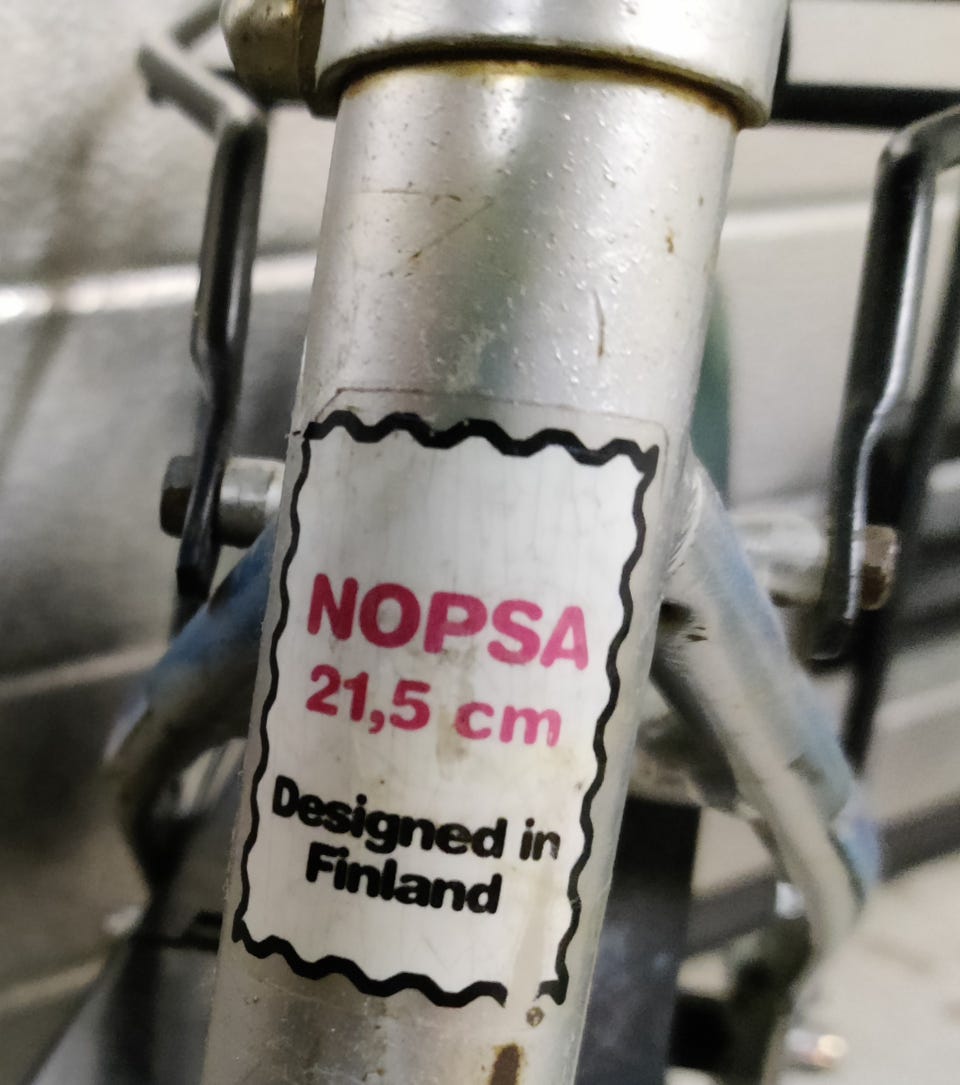 NOPSA
21,5 cm
Designed in
Finland